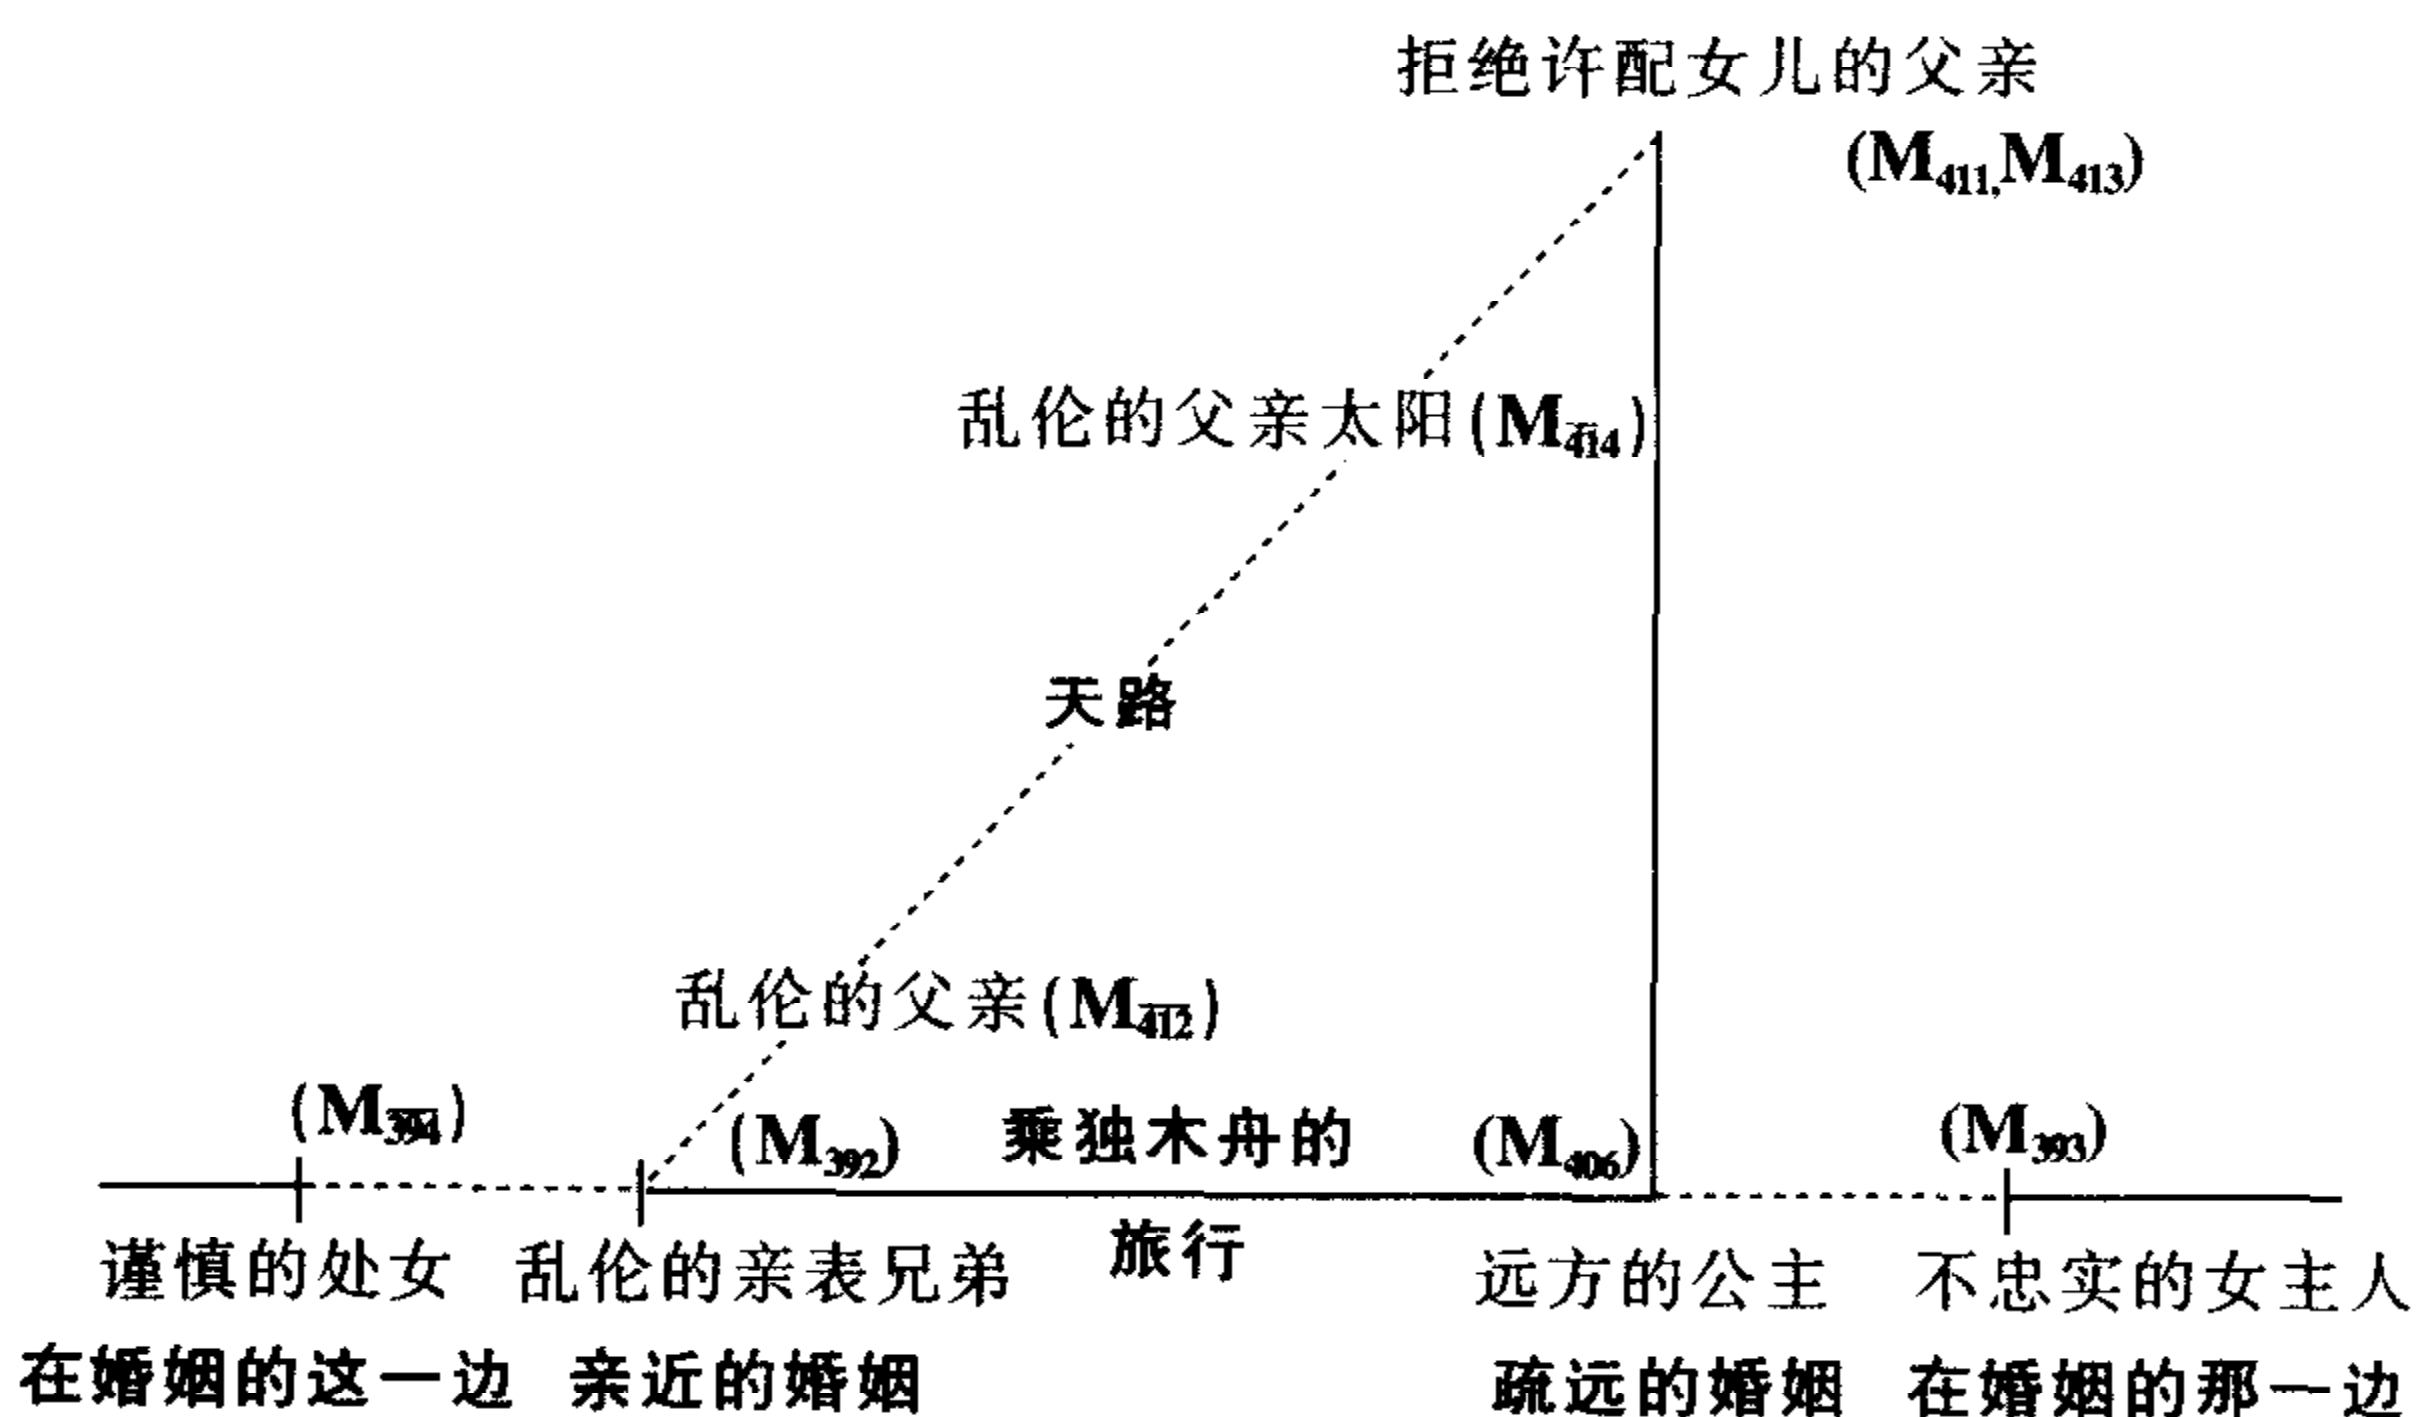 拒绝许配女儿的父亲
(M411,M413)
乱伦的父亲太阳(M414)
天路
乱伦的父亲(M412)
(M394)
(M392)
乘独木舟的
(M406)
(M393)
旅行
谨慎的处女
乱伦的亲表兄弟
远方的公主
不忠实的女主人
在婚姻的这一边
亲近的婚姻
疏远的婚姻
在婚姻的那一边